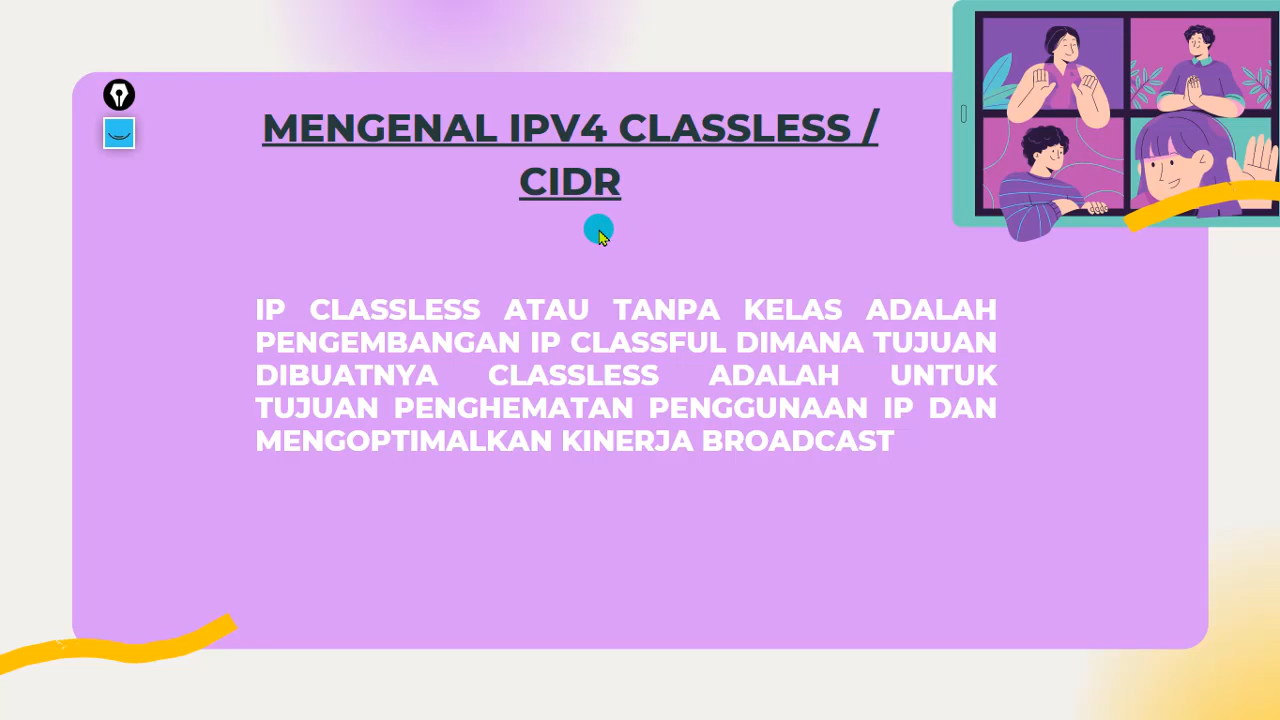 MENGENAL IPV4 CLASSLESS /
CIDR
IP CLASSLESS ATAU TANPA KELAS ADALAH
PENGEMBANGAN IP CLASSFUL DIMANA TUJUAN
DIBUATNYA CLASSLESS ADALAH UNTUK
TUJUAN PENGHEMATAN PENGGUNAAN IP DAN
MENGOPTIMALKAN KINERJA BROADCAST